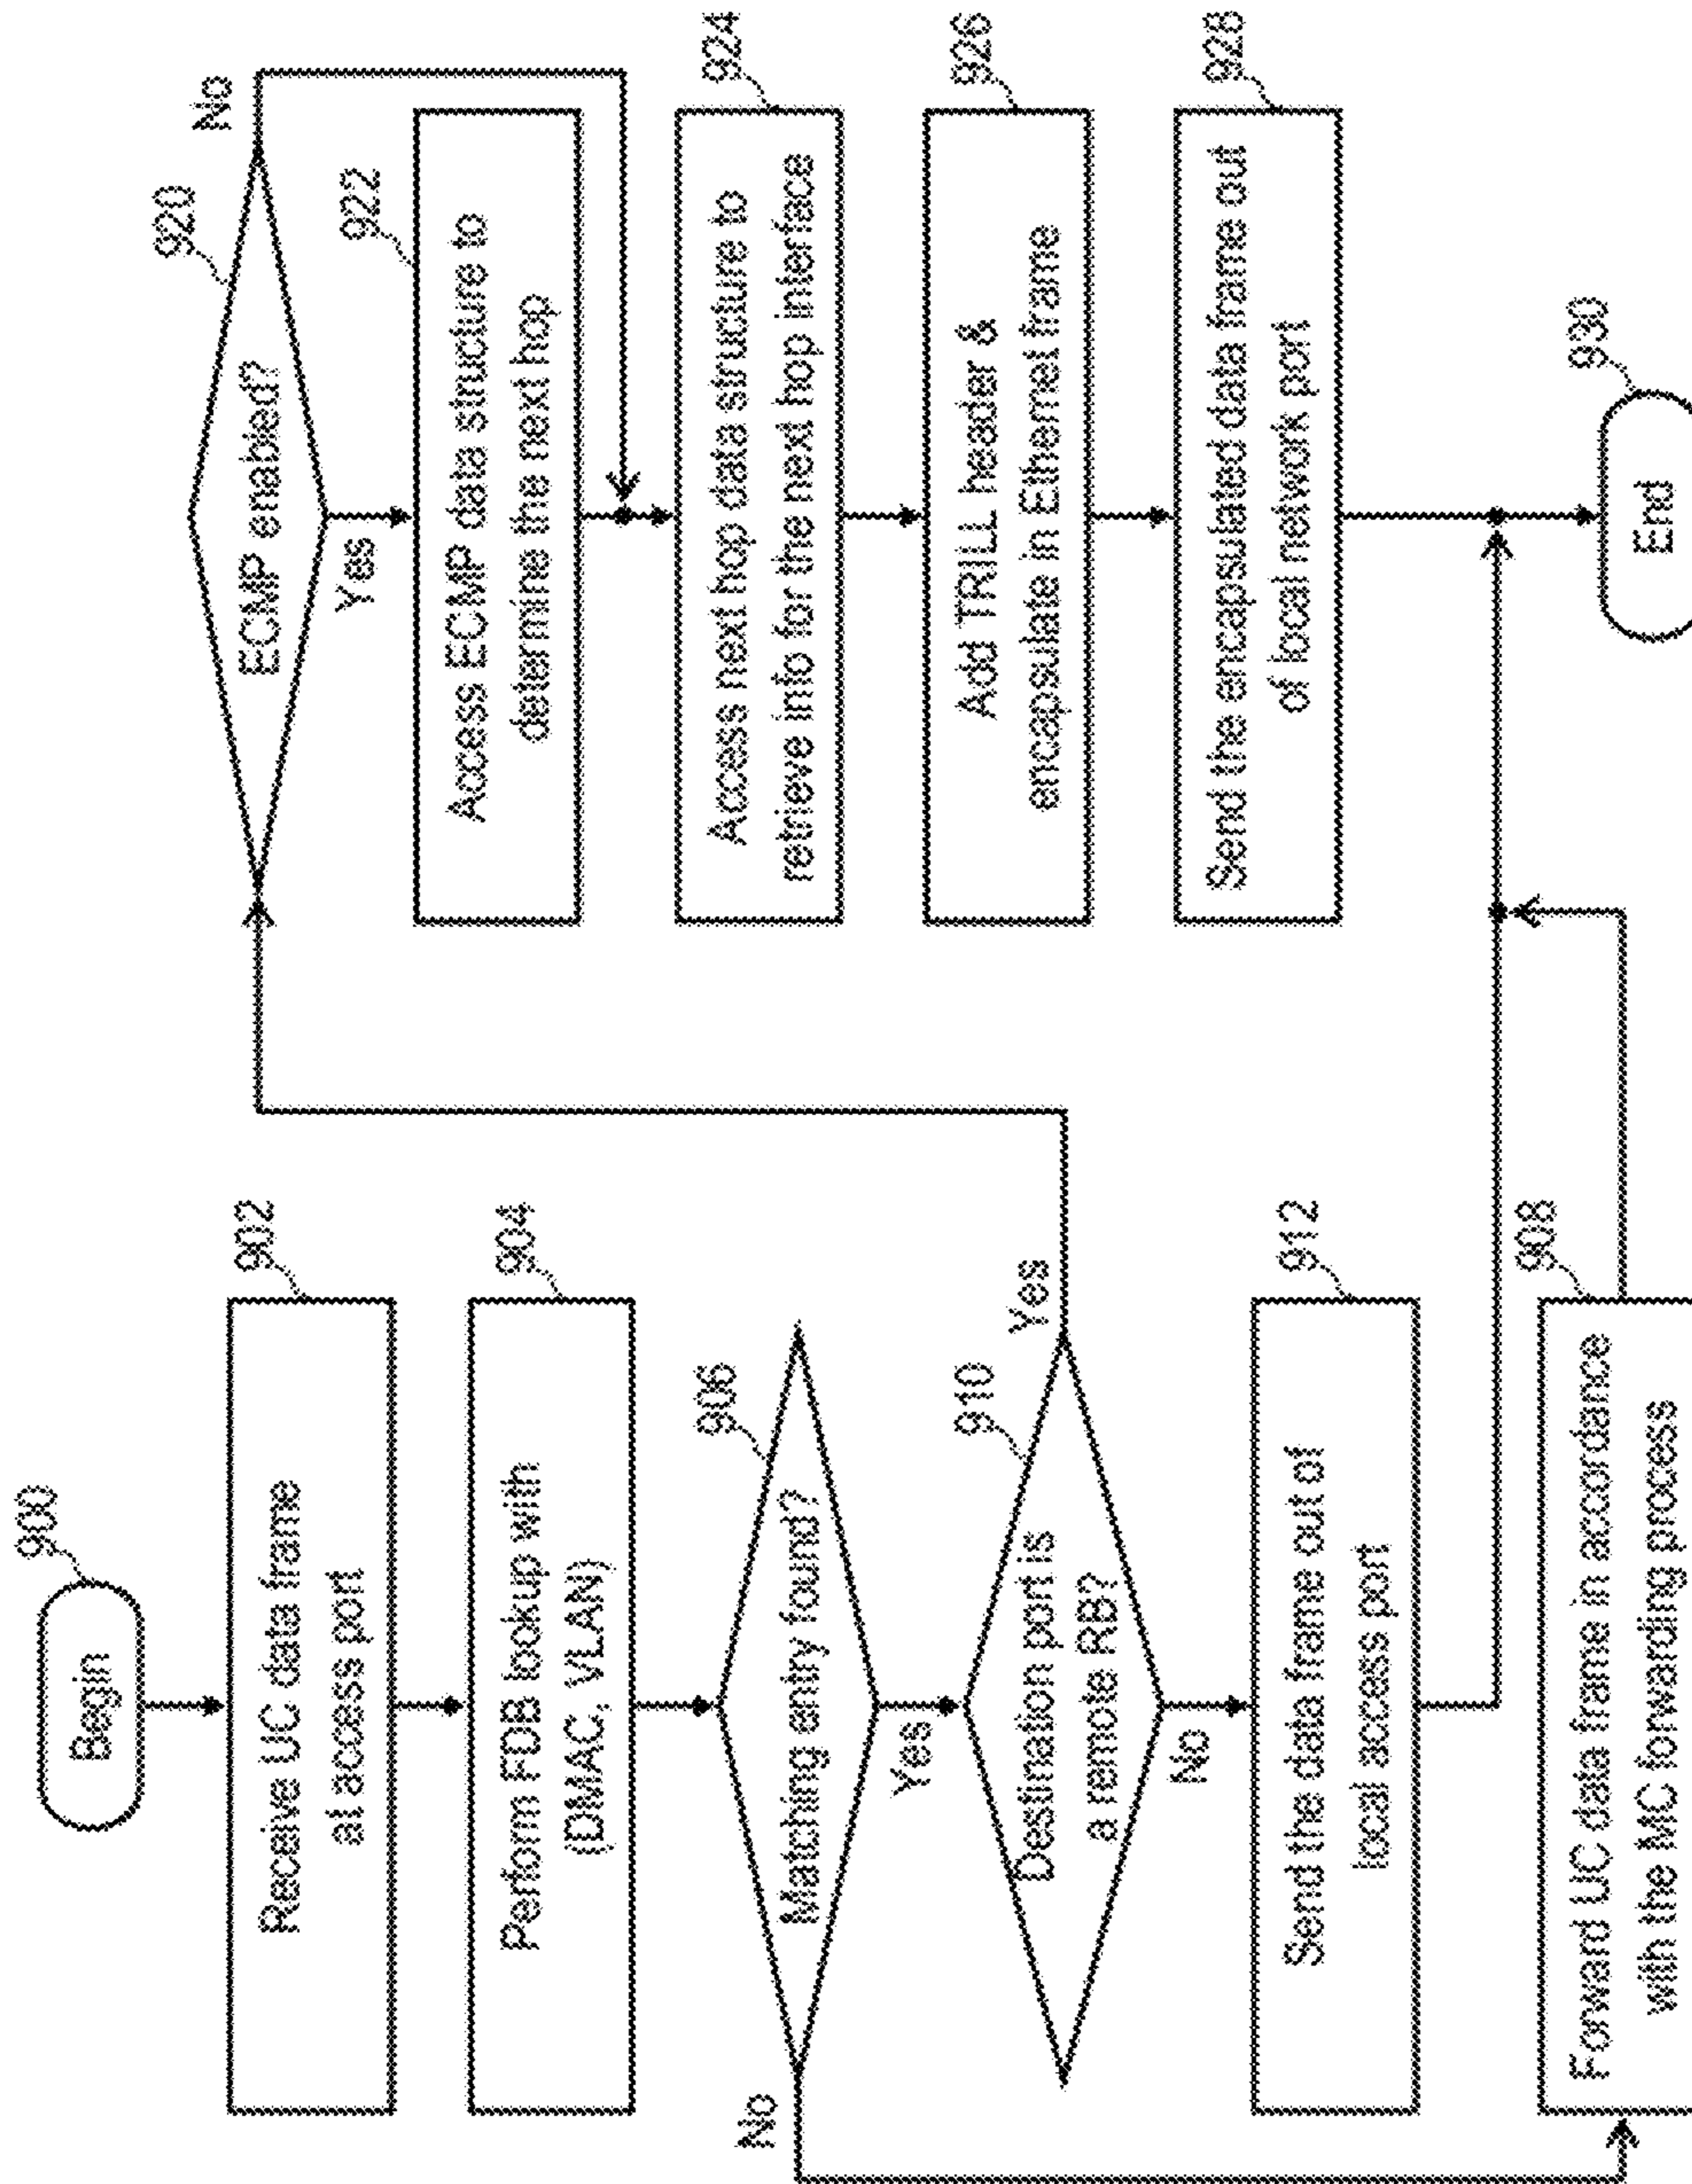 900
Begin
902
Receive UC data frame
at access port
904
Perform FDB lookup with
(DMAC, VLAN)
906
Matching entry found?
No
Yes
910
Destination port is
a remote RB?
Yes
No
912
Send the data frame out of
local access port
908
Forward UC data frame in accordance
with the MC forwarding process
920
ECMP enabled?
No
Yes
922
Access ECMP data structure to
determine the next hop
924
Access next hop data structure to
retrieve info for the next hop interface
926
Add TRILL header &
encapsulate in Ethernet frame
928
Send the encapsulated data frame out
of local network port
930
End